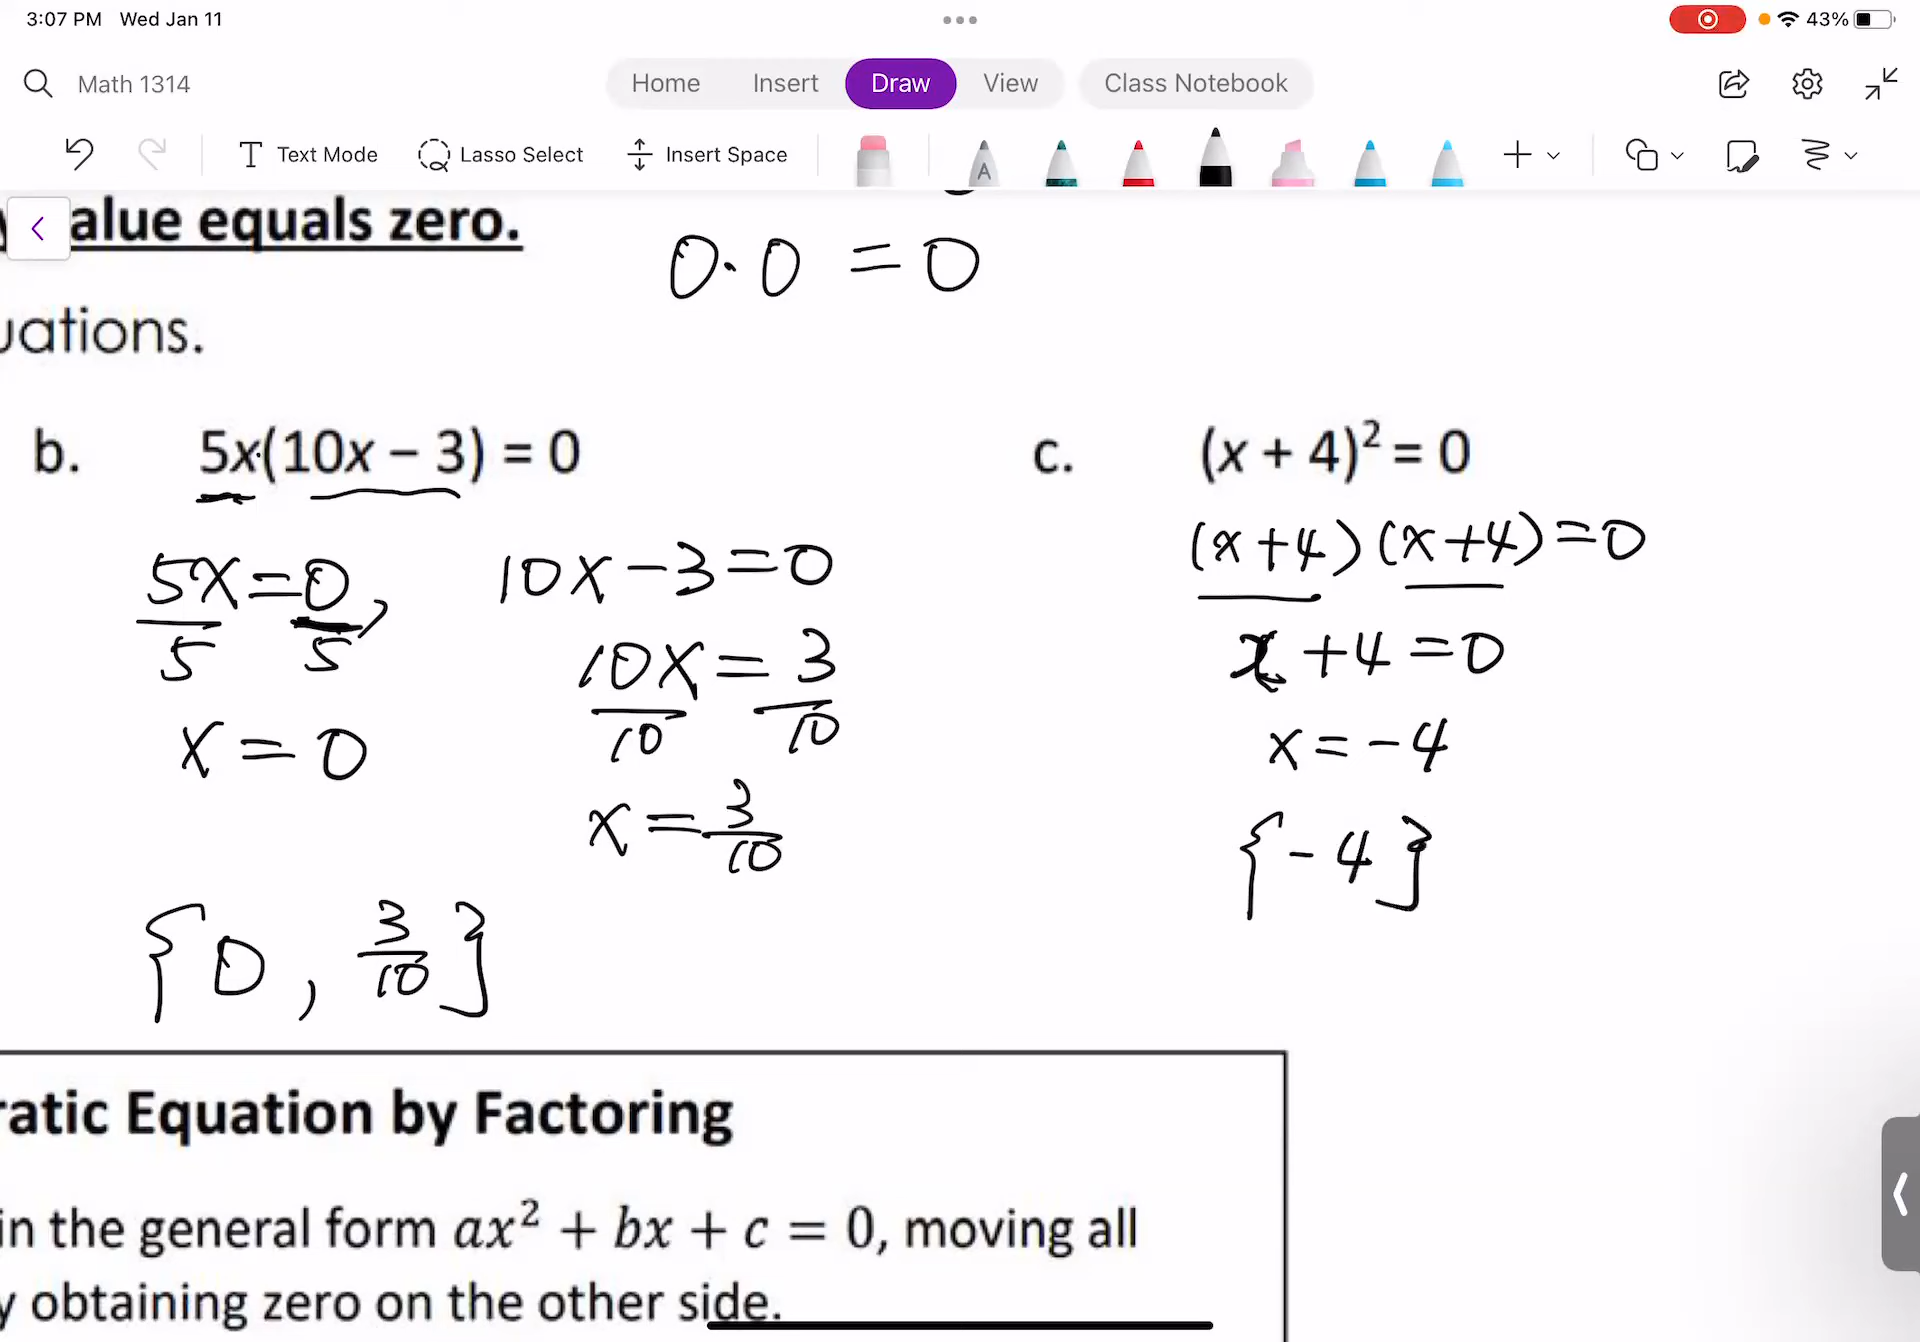 3:07 PM Wed Jan 11
43%
Math 1314
Home Insert Draw View Class Notebook
Text Mode Lasso Select Insert Space
alue equals zero.
0·0 = 0
uations.
b. 5x(10x − 3) = 0
5x=0,
5 5
x = 0
10x−3=0
10x = 3
10 10
x = 3/10
{0, 3/10}
c. (x + 4)² = 0
(x+4)(x+4)=0
x+4=0
x=-4
{-4}
ratic Equation by Factoring
in the general form ax² + bx + c = 0, moving all
y obtaining zero on the other side.